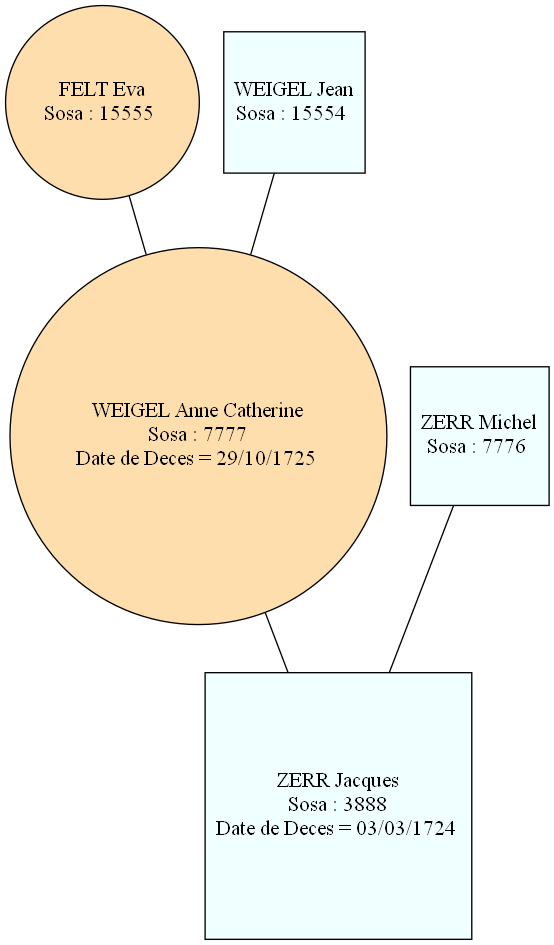 FELT Eva
Sosa : 15555
WEIGEL Jean
Sosa : 15554
WEIGEL Anne Catherine
Sosa : 7777
Date de Deces = 29/10/1725
ZERR Michel
Sosa : 7776
ZERR Jacques
Sosa : 3888
Date de Deces = 03/03/1724